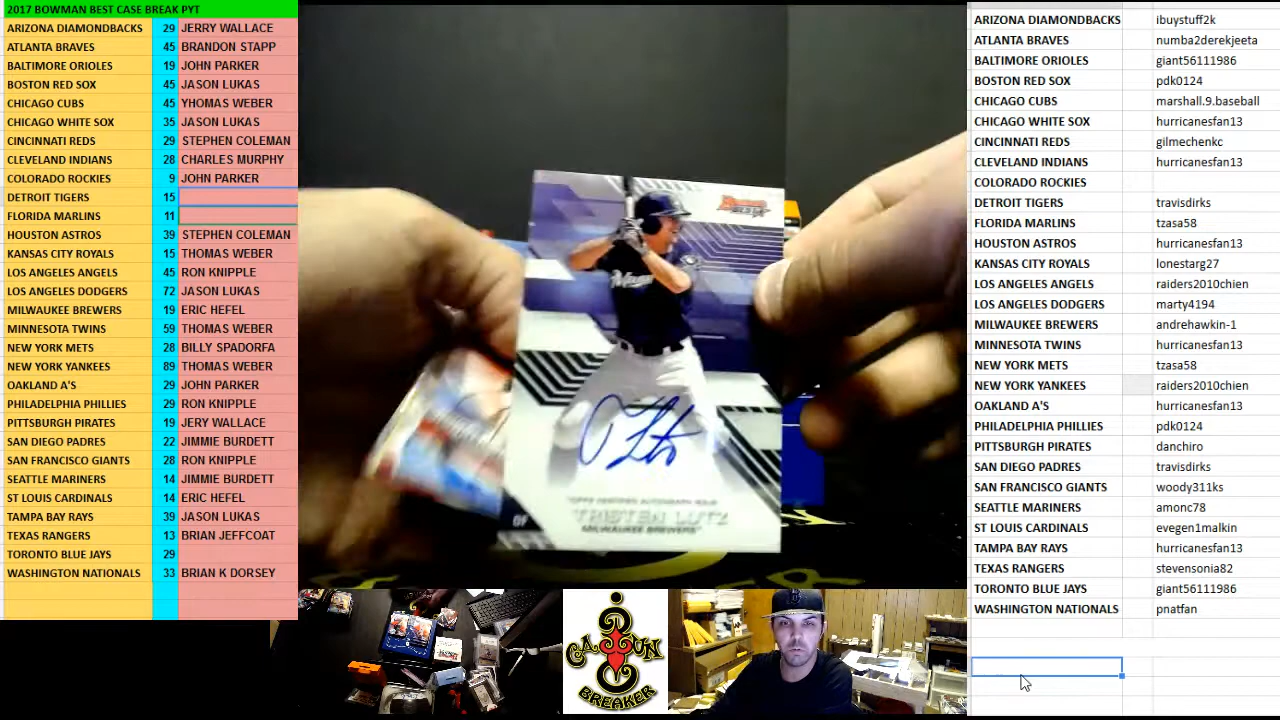 2017 BOWMAN BEST CASE BREAK PYT
ARIZONA DIAMONDBACKS 29 JERRY WALLACE
ATLANTA BRAVES 45 BRANDON STAPP
BALTIMORE ORIOLES 19 JOHN PARKER
BOSTON RED SOX 45 JASON LUKAS
CHICAGO CUBS 45 YHOMAS WEBER
CHICAGO WHITE SOX 35 JASON LUKAS
CINCINNATI REDS 29 STEPHEN COLEMAN
CLEVELAND INDIANS 28 CHARLES MURPHY
COLORADO ROCKIES 9 JOHN PARKER
DETROIT TIGERS 15
FLORIDA MARLINS 11
HOUSTON ASTROS 39 STEPHEN COLEMAN
KANSAS CITY ROYALS 15 THOMAS WEBER
LOS ANGELES ANGELS 45 RON KNIPPLE
LOS ANGELES DODGERS 72 JASON LUKAS
MILWAUKEE BREWERS 19 ERIC HEFEL
MINNESOTA TWINS 59 THOMAS WEBER
NEW YORK METS 28 BILLY SPADORFA
NEW YORK YANKEES 89 THOMAS WEBER
OAKLAND A'S 29 JOHN PARKER
PHILADELPHIA PHILLIES 29 RON KNIPPLE
PITTSBURGH PIRATES 19 JERY WALLACE
SAN DIEGO PADRES 22 JIMMIE BURDETT
SAN FRANCISCO GIANTS 28 RON KNIPPLE
SEATTLE MARINERS 14 JIMMIE BURDETT
ST LOUIS CARDINALS 14 ERIC HEFEL
TAMPA BAY RAYS 39 JASON LUKAS
TEXAS RANGERS 13 BRIAN JEFFCOAT
TORONTO BLUE JAYS 29
WASHINGTON NATIONALS 33 BRIAN K DORSEY
TOPPS CERTIFIED AUTOGRAPH ISSUE
OF TRISTEN LUTZ
MILWAUKEE BREWERS
CAJUN
BREAKER
ARIZONA DIAMONDBACKS ibuystuff2k
ATLANTA BRAVES numba2derekjeeta
BALTIMORE ORIOLES giant56111986
BOSTON RED SOX pdk0124
CHICAGO CUBS marshall.9.baseball
CHICAGO WHITE SOX hurricanesfan13
CINCINNATI REDS gilmechenkc
CLEVELAND INDIANS hurricanesfan13
COLORADO ROCKIES
DETROIT TIGERS travisdirks
FLORIDA MARLINS tzasa58
HOUSTON ASTROS hurricanesfan13
KANSAS CITY ROYALS lonestarg27
LOS ANGELES ANGELS raiders2010chien
LOS ANGELES DODGERS marty4194
MILWAUKEE BREWERS andrehawkin-1
MINNESOTA TWINS hurricanesfan13
NEW YORK METS tzasa58
NEW YORK YANKEES raiders2010chien
OAKLAND A'S hurricanesfan13
PHILADELPHIA PHILLIES pdk0124
PITTSBURGH PIRATES danchiro
SAN DIEGO PADRES travisdirks
SAN FRANCISCO GIANTS woody311ks
SEATTLE MARINERS amonc78
ST LOUIS CARDINALS evegen1malkin
TAMPA BAY RAYS hurricanesfan13
TEXAS RANGERS stevensonia82
TORONTO BLUE JAYS giant56111986
WASHINGTON NATIONALS pnatfan